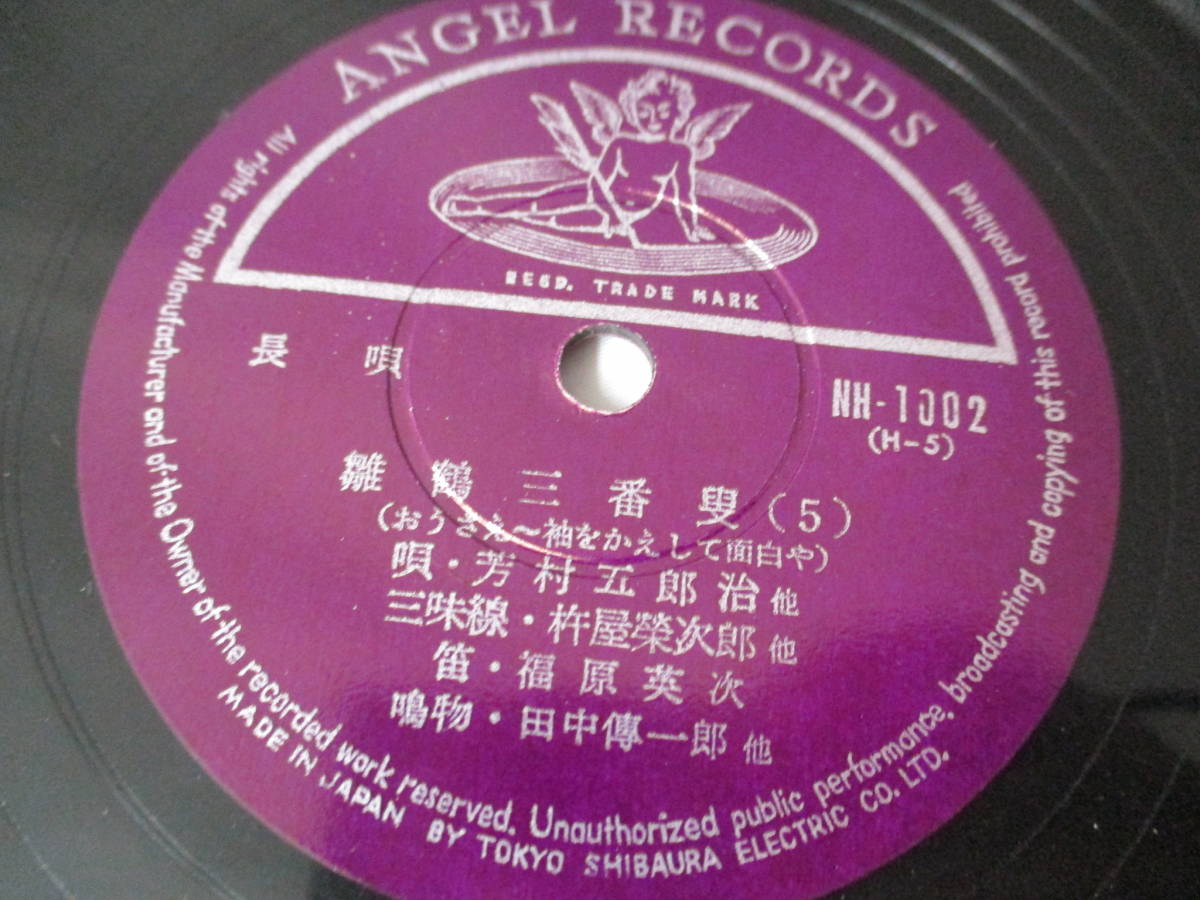 ANGEL RECORDS
REGD. TRADE MARK
長唄
NH-1002
(H-5)
雛鶴三番叟(5)
(おうさえ～袖をかえして面白や)
唄・芳村五郎治 他
三味線・杵屋榮次郎 他
笛・福原英次
鳴物・田中傳一郎 他
All rights of the Manufacturer and of the Owner of the recorded work reserved. Unauthorized public performance, broadcasting and copying of this record prohibited
MADE IN JAPAN BY TOKYO SHIBAURA ELECTRIC CO. LTD.